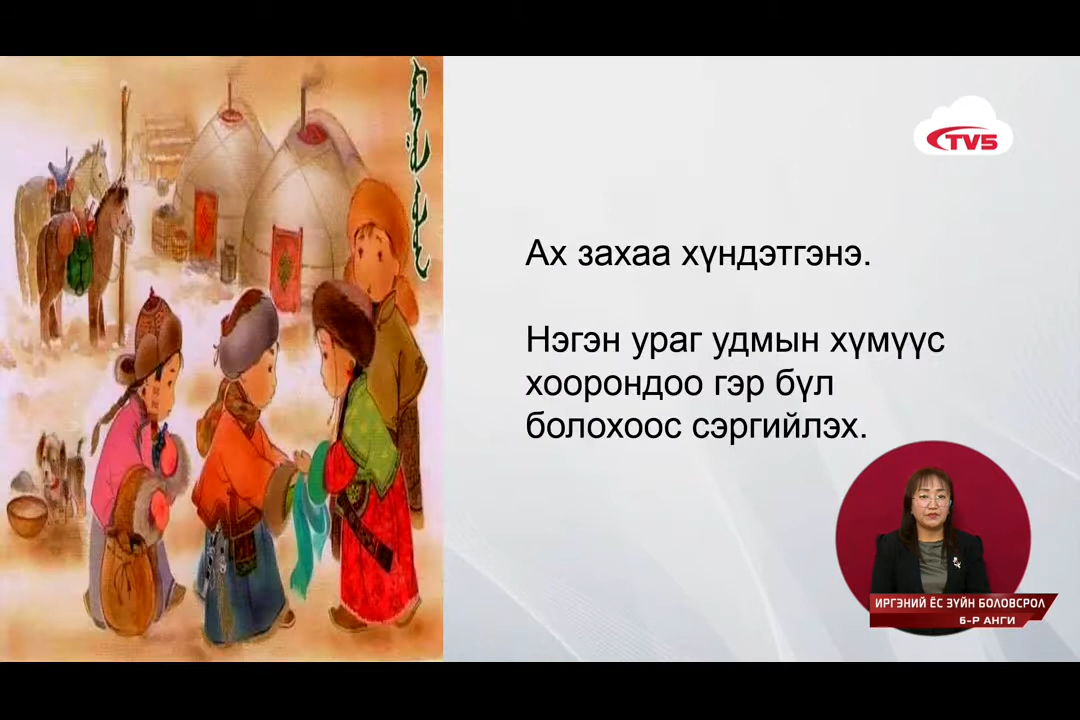 TV5
Ах захаа хүндэтгэнэ.
Нэгэн ураг удмын хүмүүс
хоорондоо гэр бүл
болохоос сэргийлэх.
ИРГЭНИЙ ЁС ЗҮЙН БОЛОВСРОЛ
6-Р АНГИ